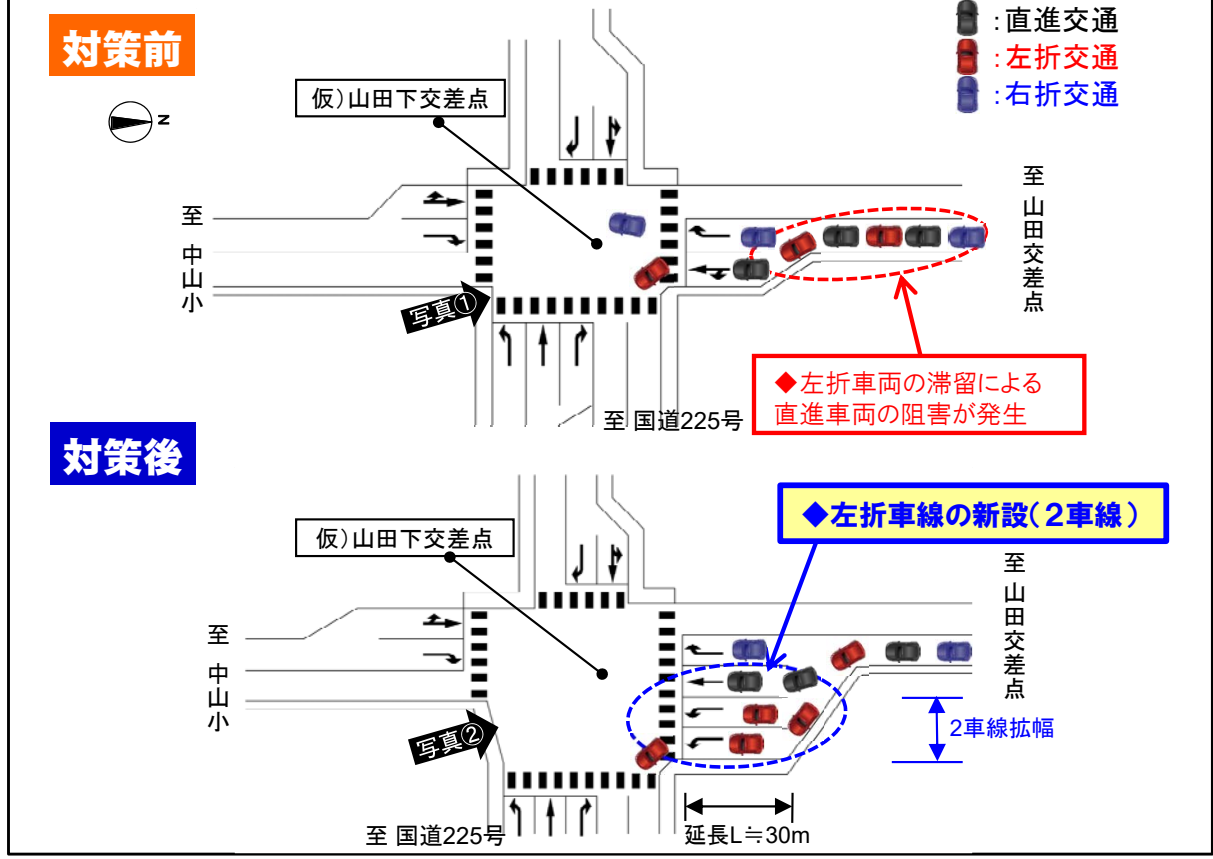 対策前
:直進交通
:左折交通
:右折交通
N
仮)山田下交差点
至 中山小
至 山田交差点
写真①
至 国道225号
◆左折車両の滞留による
直進車両の阻害が発生
対策後
◆左折車線の新設(2車線)
仮)山田下交差点
至 中山小
至 山田交差点
写真②
2車線拡幅
至 国道225号
延長L≒30m